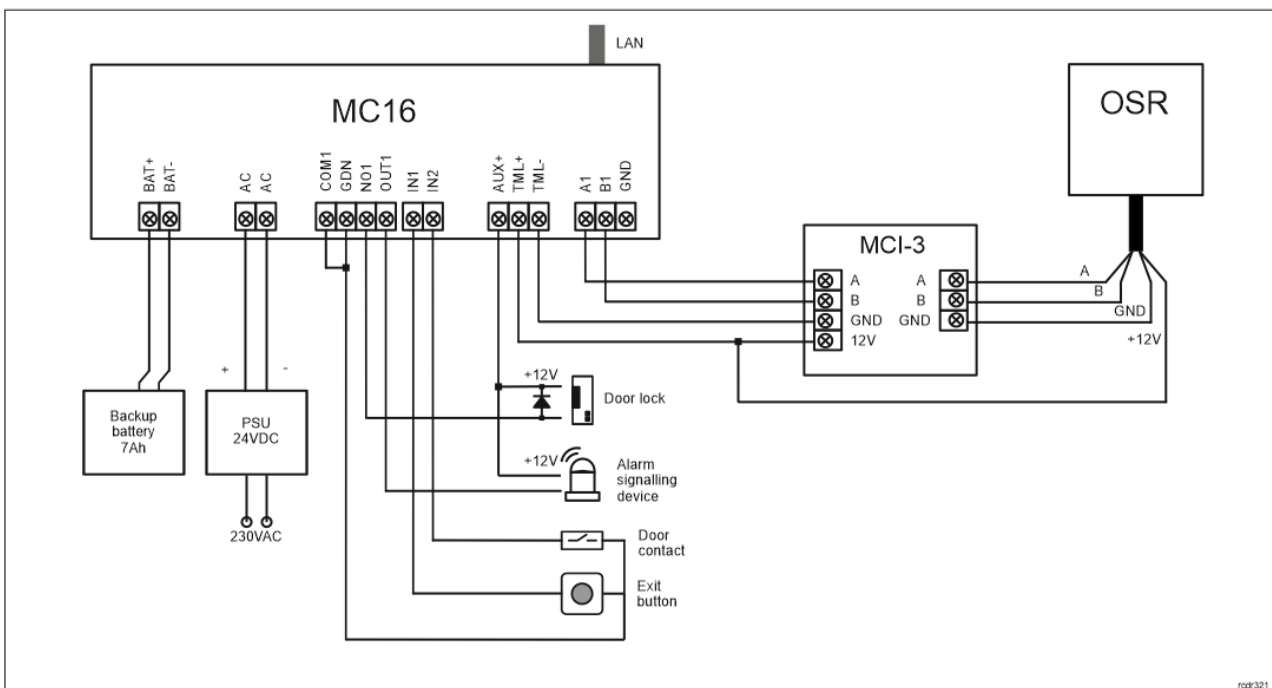 LAN
MC16
OSR
BAT+
BAT-
AC
AC
COM1
GDN
NO1
OUT1
IN1
IN2
AUX+
TML+
TML-
A1
B1
GND
MCI-3
A
B
GND
12V
A
B
GND
A
B
GND
+12V
+
-
Backup
battery
7Ah
PSU
24VDC
230VAC
+12V
Door lock
+12V
Alarm
signalling
device
Door
contact
Exit
button
rcdr321